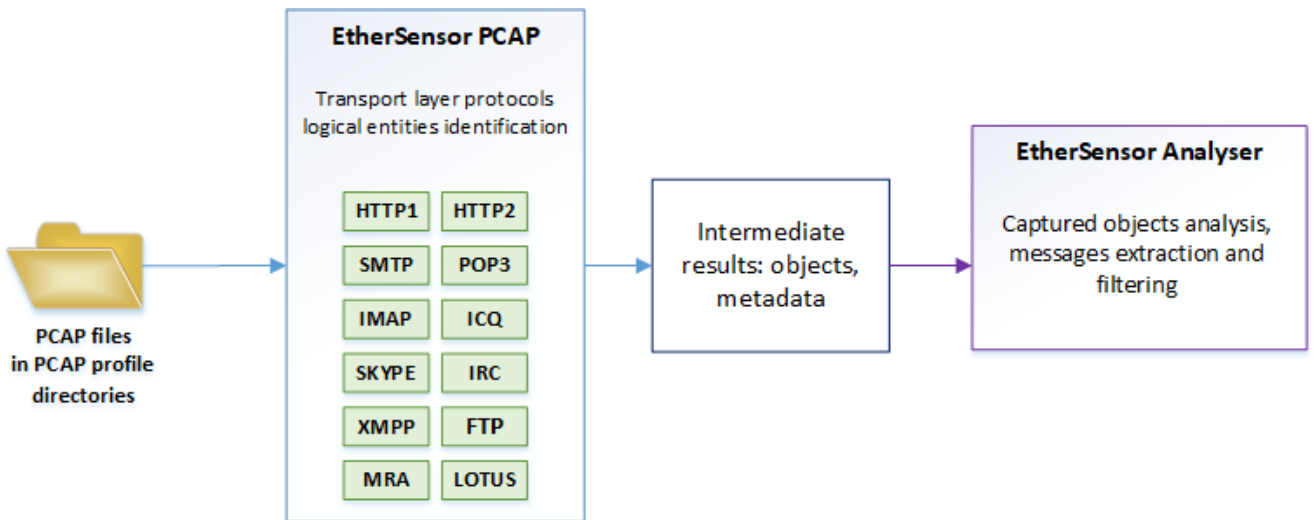 PCAP files
in PCAP profile
directories
EtherSensor PCAP
Transport layer protocols
logical entities identification
HTTP1 HTTP2
SMTP POP3
IMAP ICQ
SKYPE IRC
XMPP FTP
MRA LOTUS
Intermediate
results: objects,
metadata
EtherSensor Analyser
Captured objects analysis,
messages extraction and
filtering